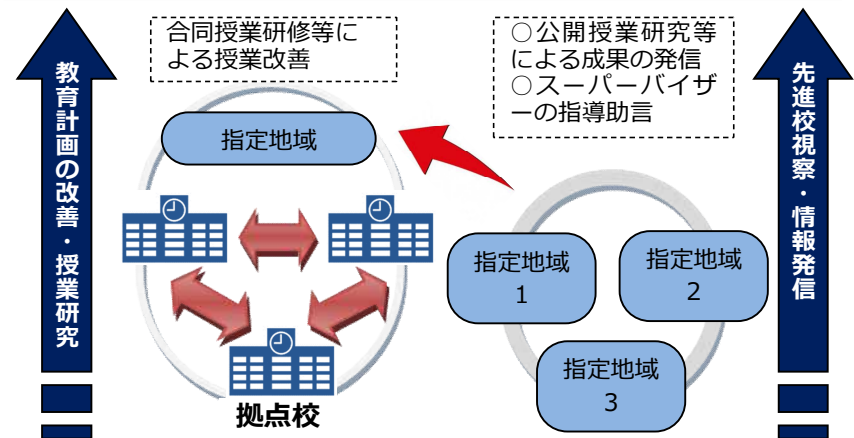 合同授業研修等に
よる授業改善
○公開授業研究等
による成果の発信
○スーパーバイザ
ーの指導助言
教育計画の改善・授業研究
指定地域
先進校視察・情報発信
指定地域
1
指定地域
2
指定地域
3
拠点校